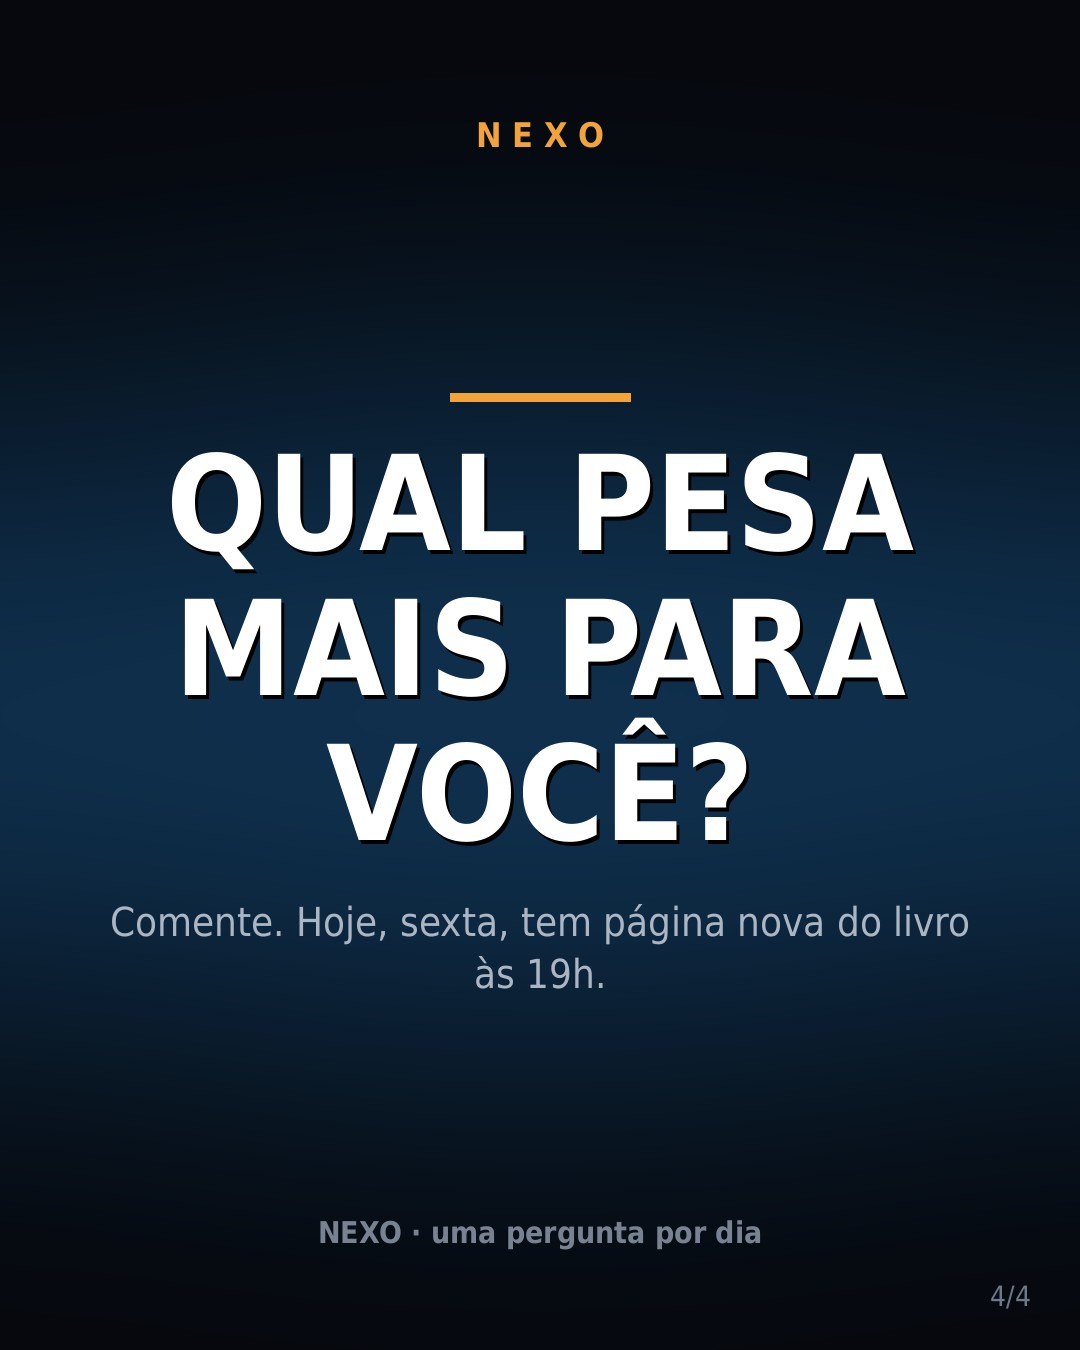 NEXO
QUAL PESA
MAIS PARA
VOCÊ?
Comente. Hoje, sexta, tem página nova do livro
às 19h.
NEXO · uma pergunta por dia
4/4